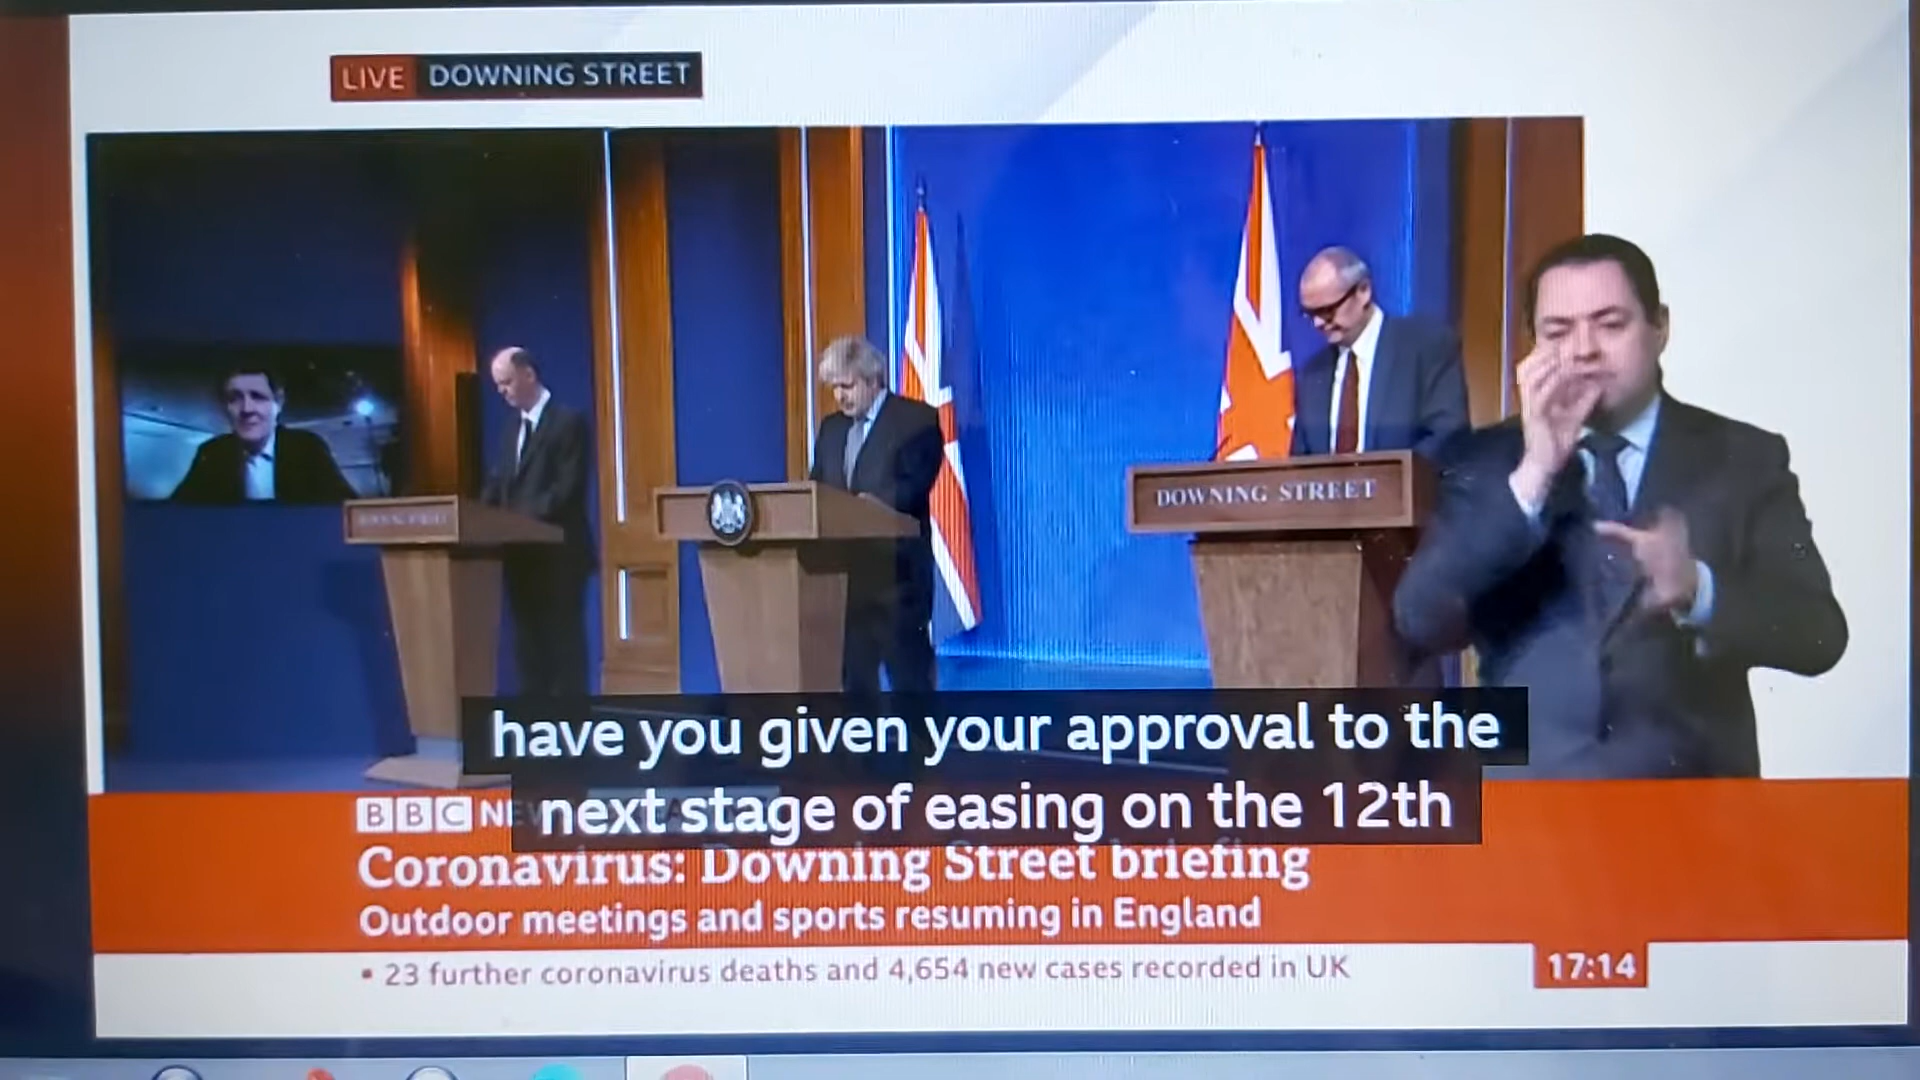 LIVE DOWNING STREET
DOWNING STREET
have you given your approval to the
next stage of easing on the 12th
BBC NE
Coronavirus: Downing Street briefing
Outdoor meetings and sports resuming in England
23 further coronavirus deaths and 4,654 new cases recorded in UK
17:14